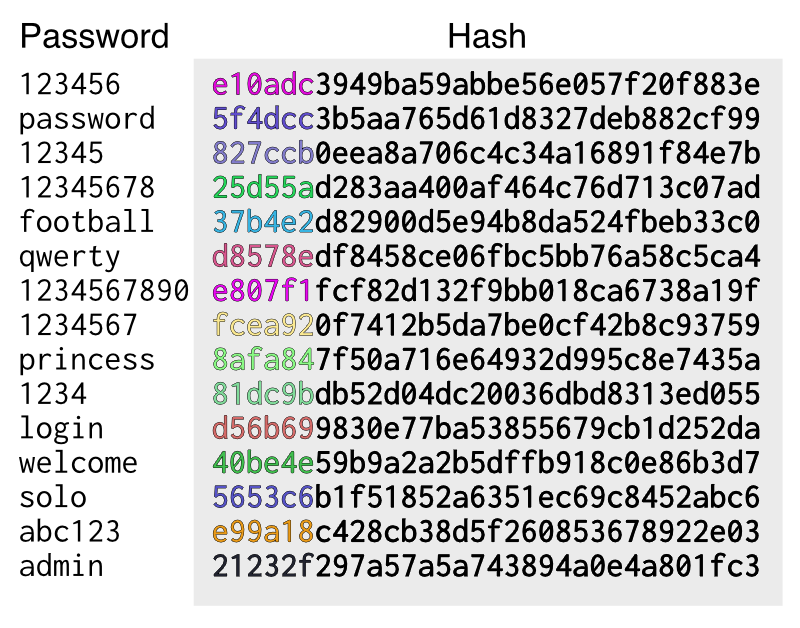 Password Hash
123456 e10adc3949ba59abbe56e057f20f883e
password 5f4dcc3b5aa765d61d8327deb882cf99
12345 827ccb0eea8a706c4c34a16891f84e7b
12345678 25d55ad283aa400af464c76d713c07ad
football 37b4e2d82900d5e94b8da524fbeb33c0
qwerty d8578edf8458ce06fbc5bb76a58c5ca4
1234567890 e807f1fcf82d132f9bb018ca6738a19f
1234567 fcea920f7412b5da7be0cf42b8c93759
princess 8afa847f50a716e64932d995c8e7435a
1234 81dc9bdb52d04dc20036dbd8313ed055
login d56b699830e77ba53855679cb1d252da
welcome 40be4e59b9a2a2b5dffb918c0e86b3d7
solo 5653c6b1f51852a6351ec69c8452abc6
abc123 e99a18c428cb38d5f260853678922e03
admin 21232f297a57a5a743894a0e4a801fc3